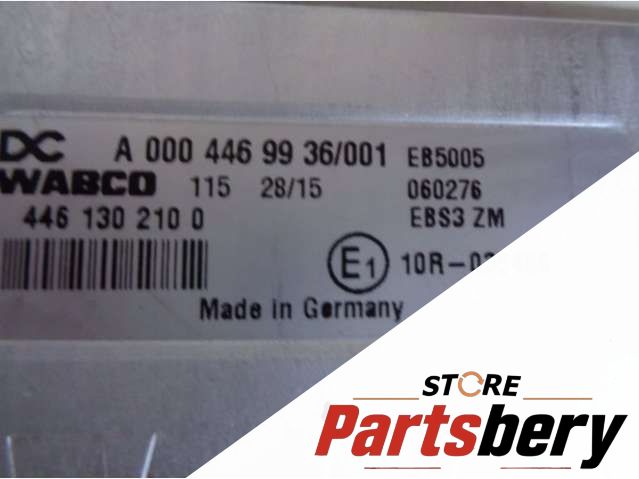 DC A 000 446 99 36/001 EB5005
WABCO 115 28/15 060276
446 130 210 0 EBS3 ZM
E1 10R-
Made in Germany
STORE
Partsbery